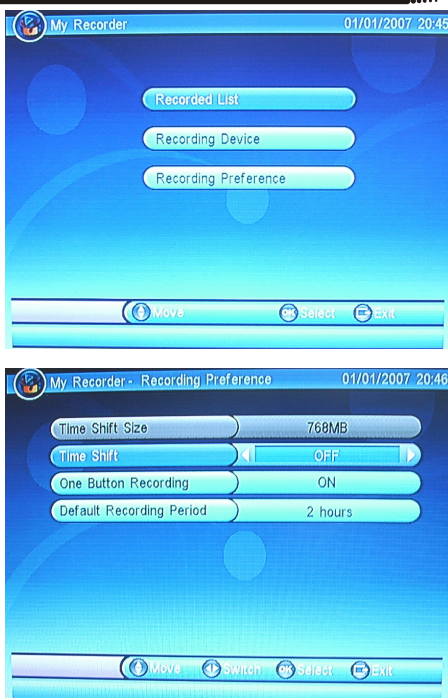 My Recorder 01/01/2007 20:45
Recorded List
Recording Device
Recording Preference
Move OK Select Exit
My Recorder - Recording Preference 01/01/2007 20:46
Time Shift Size 768MB
Time Shift OFF
One Button Recording ON
Default Recording Period 2 hours
Move Switch OK Select Exit